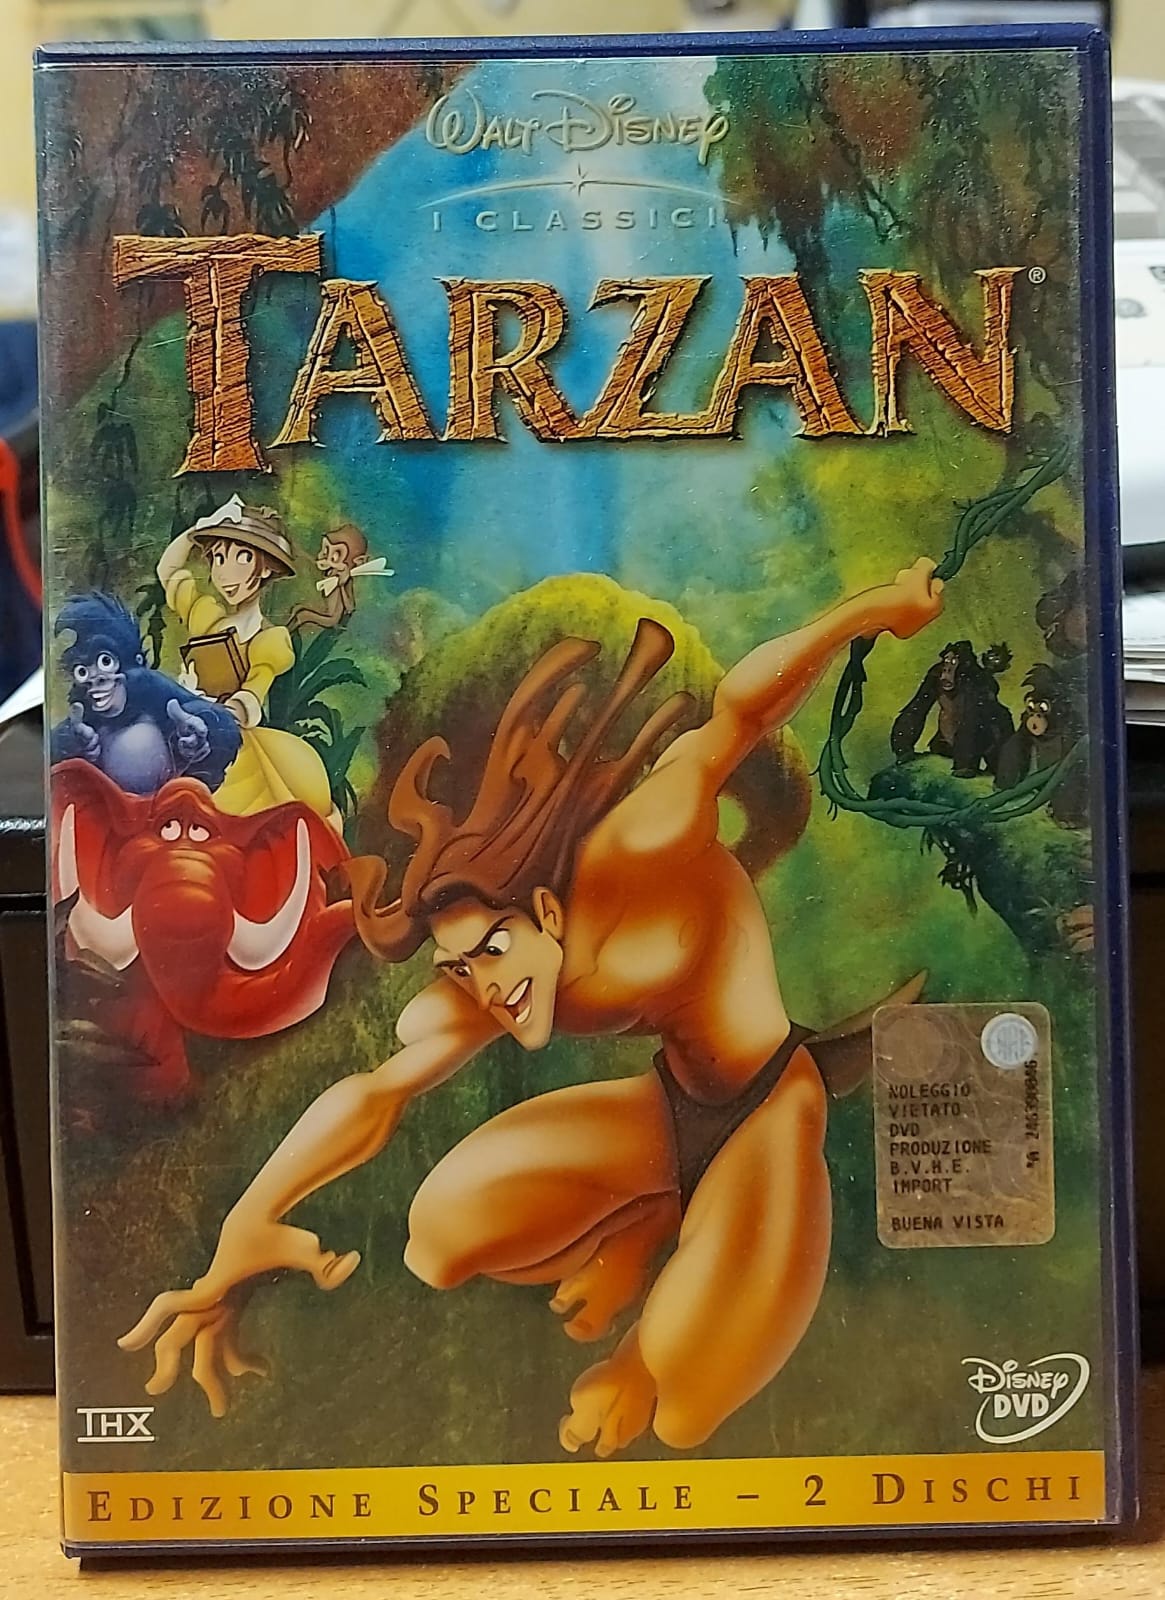 WALT DISNEY
I CLASSICI
TARZAN®
NOLEGGIO
VIETATO
DVD
PRODUZIONE
B.V.H.E.
IMPORT
BUENA VISTA
THX
DISNEY
DVD
EDIZIONE SPECIALE – 2 DISCHI